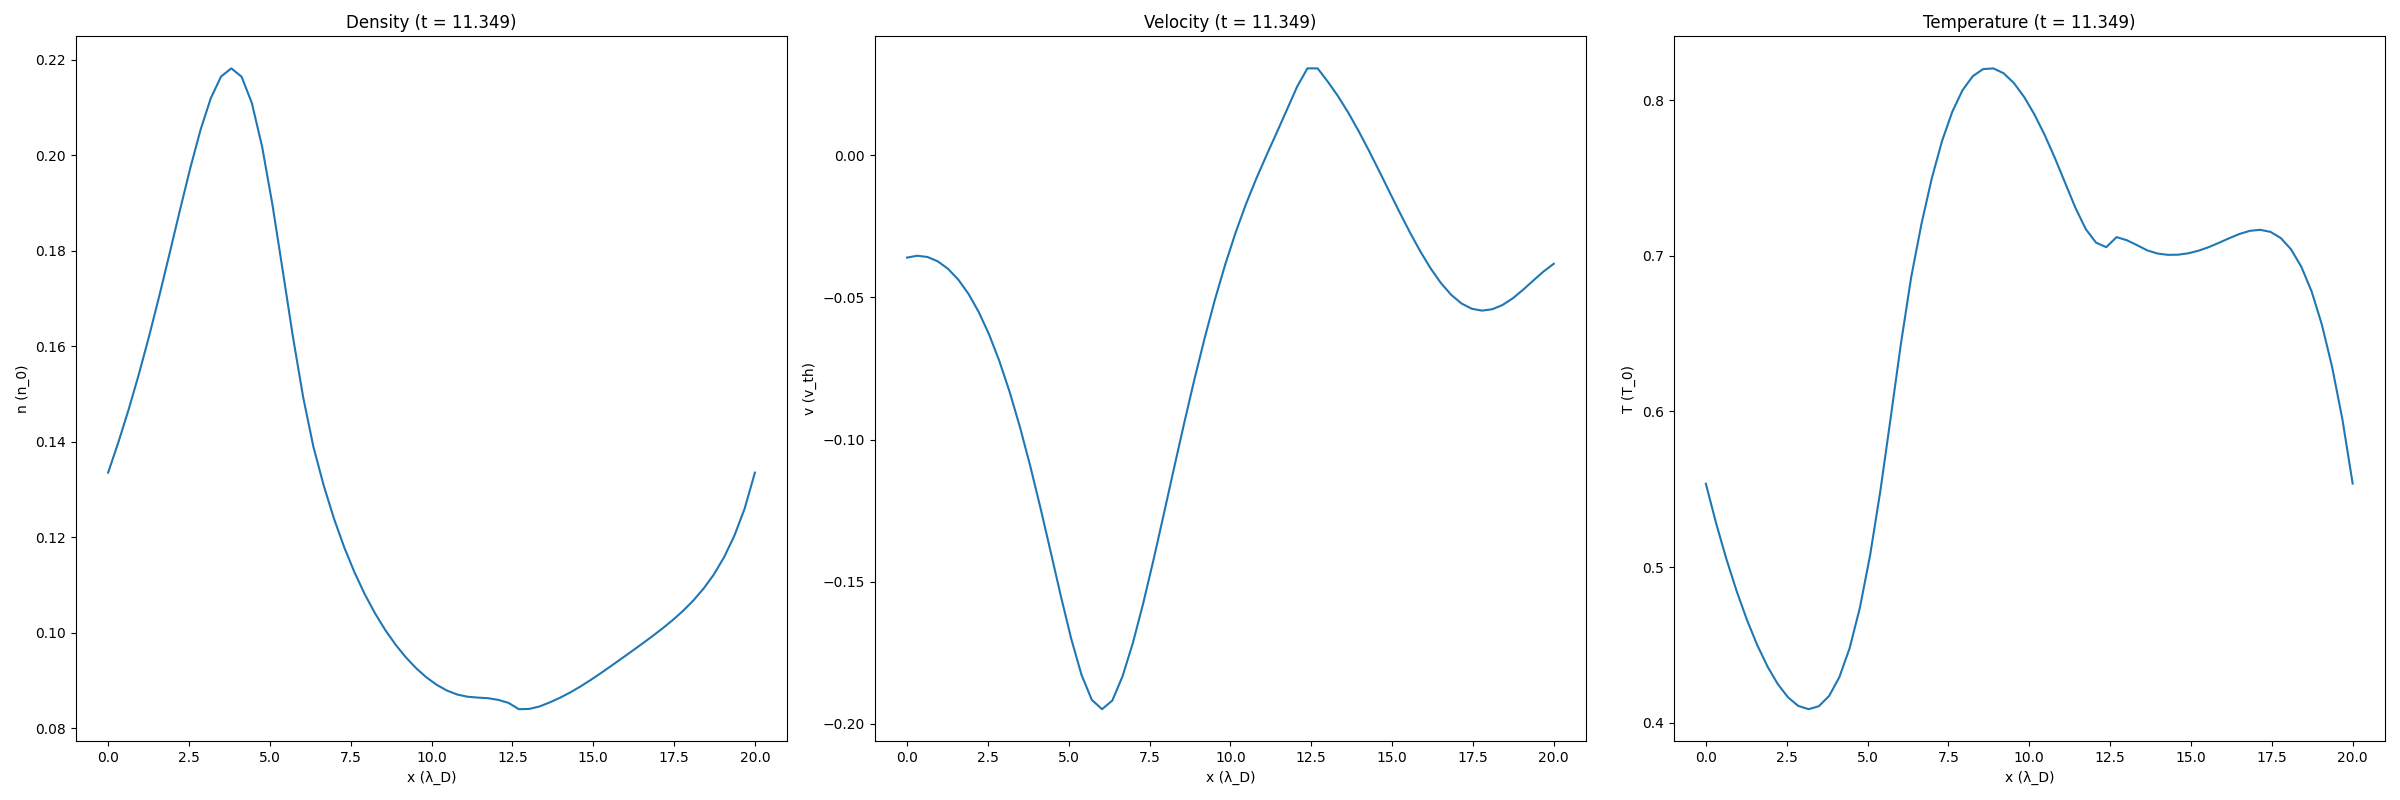 Density (t = 11.349)
n (n_0)
0.22
0.20
0.18
0.16
0.14
0.12
0.10
0.08
0.0 2.5 5.0 7.5 10.0 12.5 15.0 17.5 20.0
x (λ_D)
Velocity (t = 11.349)
v (v_th)
0.00
−0.05
−0.10
−0.15
−0.20
0.0 2.5 5.0 7.5 10.0 12.5 15.0 17.5 20.0
x (λ_D)
Temperature (t = 11.349)
T (T_0)
0.8
0.7
0.6
0.5
0.4
0.0 2.5 5.0 7.5 10.0 12.5 15.0 17.5 20.0
x (λ_D)